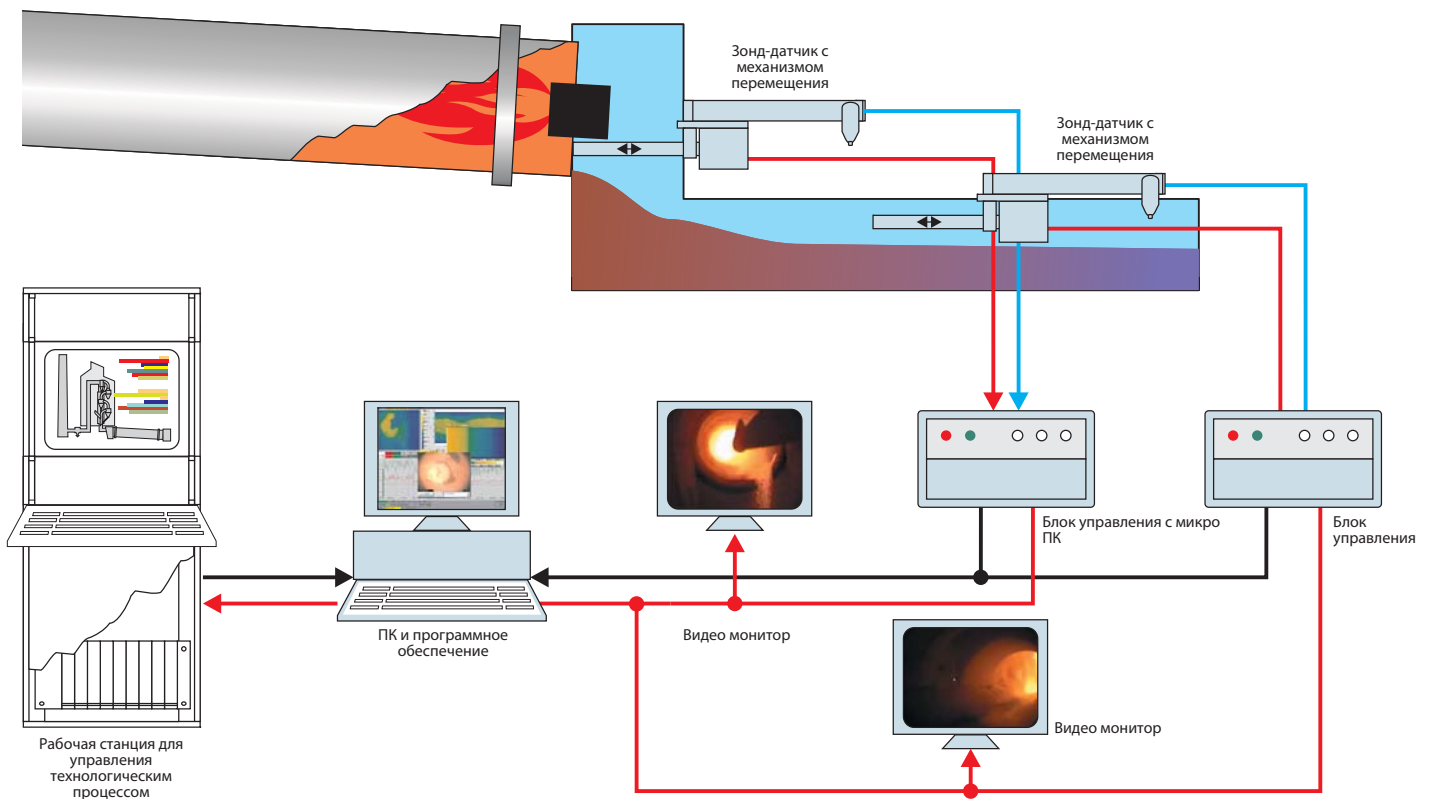 Зонд-датчик с
механизмом
перемещения
Зонд-датчик с
механизмом
перемещения
Блок управления с микро
ПК
Блок
управления
ПК и программное
обеспечение
Видео монитор
Видео монитор
Рабочая станция для
управления
технологическим
процессом